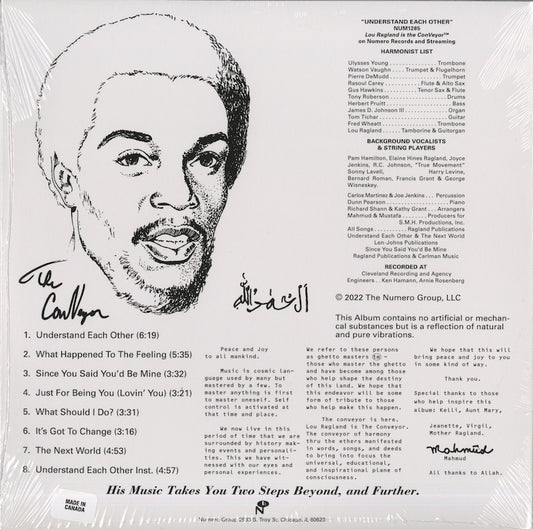 "UNDERSTAND EACH OTHER"
NUM1285
Lou Ragland is the ConVeyor™
on Numero Records and Streaming
HARMONIST LIST
Ulysses Young . . . . . . . . . . . . Trombone
Watson Vaughn . . . . Trumpet & Flugelhorn
Pierre DeMudd . . . . . . . . . . . . Trumpet
Rasoul Carey . . . . . . . Flute & Alto Sax
Gus Hawkins . . . . . . Tenor Sax & Flute
Tony Roberson . . . . . . . . . . . . . Drums
Herbert Pruitt . . . . . . . . . . . . . . Bass
James D. Johnson III . . . . . . . . . Organ
Tom Tichar . . . . . . . . . . . . . . . Guitar
Fred Wheatt . . . . . . . . . . . . Trombone
Lou Ragland . . . . Tamborine & Guitorgan
BACKGROUND VOCALISTS
& STRING PLAYERS
Pam Hamilton, Elaine Hines Ragland, Joyce
Jenkins, R.C. Johnson, "True Movement"
Sonny Lavell, Harry Levine,
Bernard Roman, Francis Grant & George
Wisneskey.
Carlos Martinez & Joe Jenkins . . . Percussion
Dunn Pearson . . . . . . . . . . . . . . . Piano
Richard Shann & Kathy Grant . . Arrangers
Mahmud & Mustafa . . . . . . Producers for
S.M.H. Productions, Inc.
All Songs . . . . . . . . . Ragland Publications
Understand Each Other & The Next World
Len-Johns Publications
Since You Said You'd Be Mine
Ragland Publications & Carlman Music
RECORDED AT
Cleveland Recording and Agency
Engineers . . Ken Hamann, Arnie Rosenberg
© 2022 The Numero Group, LLC
This Album contains no artificial or mechani-
cal substances but is a reflection of natural
and pure vibrations.
The
ConVeyor
1. Understand Each Other (6:19)
2. What Happened To The Feeling (5:35)
3. Since You Said You'd Be Mine (3:32)
4. Just For Being You (Lovin' You) (3:21)
5. What Should I Do? (3:31)
6. It's Got To Change (3:16)
7. The Next World (4:53)
8. Understand Each Other Inst. (4:57)
Peace and Joy
to all mankind.
Music is cosmic lan-
guage used by many but
mastered by a few. To
master anything is first
to master oneself. Self
control is activated at
that time and place.
We now live in this
period of time that we are
surrounded by history mak-
ing events and personali-
ties. This we have wit-
nessed with our eyes and
personal experiences.
We refer to these persons
as ghetto masters tm -
those who master the ghetto
and have become among those
who help shape the destiny
of this land. We hope that
this endeavor will be some
form of tribute to those
who help make this happen.
The conveyor is here.
Lou Ragland is The Conveyor.
The conveyor of harmony
thru the ethers manifested
in words, songs, and deeds
to bring into focus the
universal, educational,
and inspirational plane of
consciousness.
We hope that this will
bring peace and joy to you
in some kind of way.
Thank you.
Special thanks to those
who help inspire this
album: Kelli, Aunt Mary,
Jeanette, Virgil,
Mother Ragland.
Mahmud
Mahmud
All thanks to Allah.
His Music Takes You Two Steps Beyond, and Further.
MADE IN
CANADA
N
Numero Group 2533 S. Troy St. Chicago, IL 60623